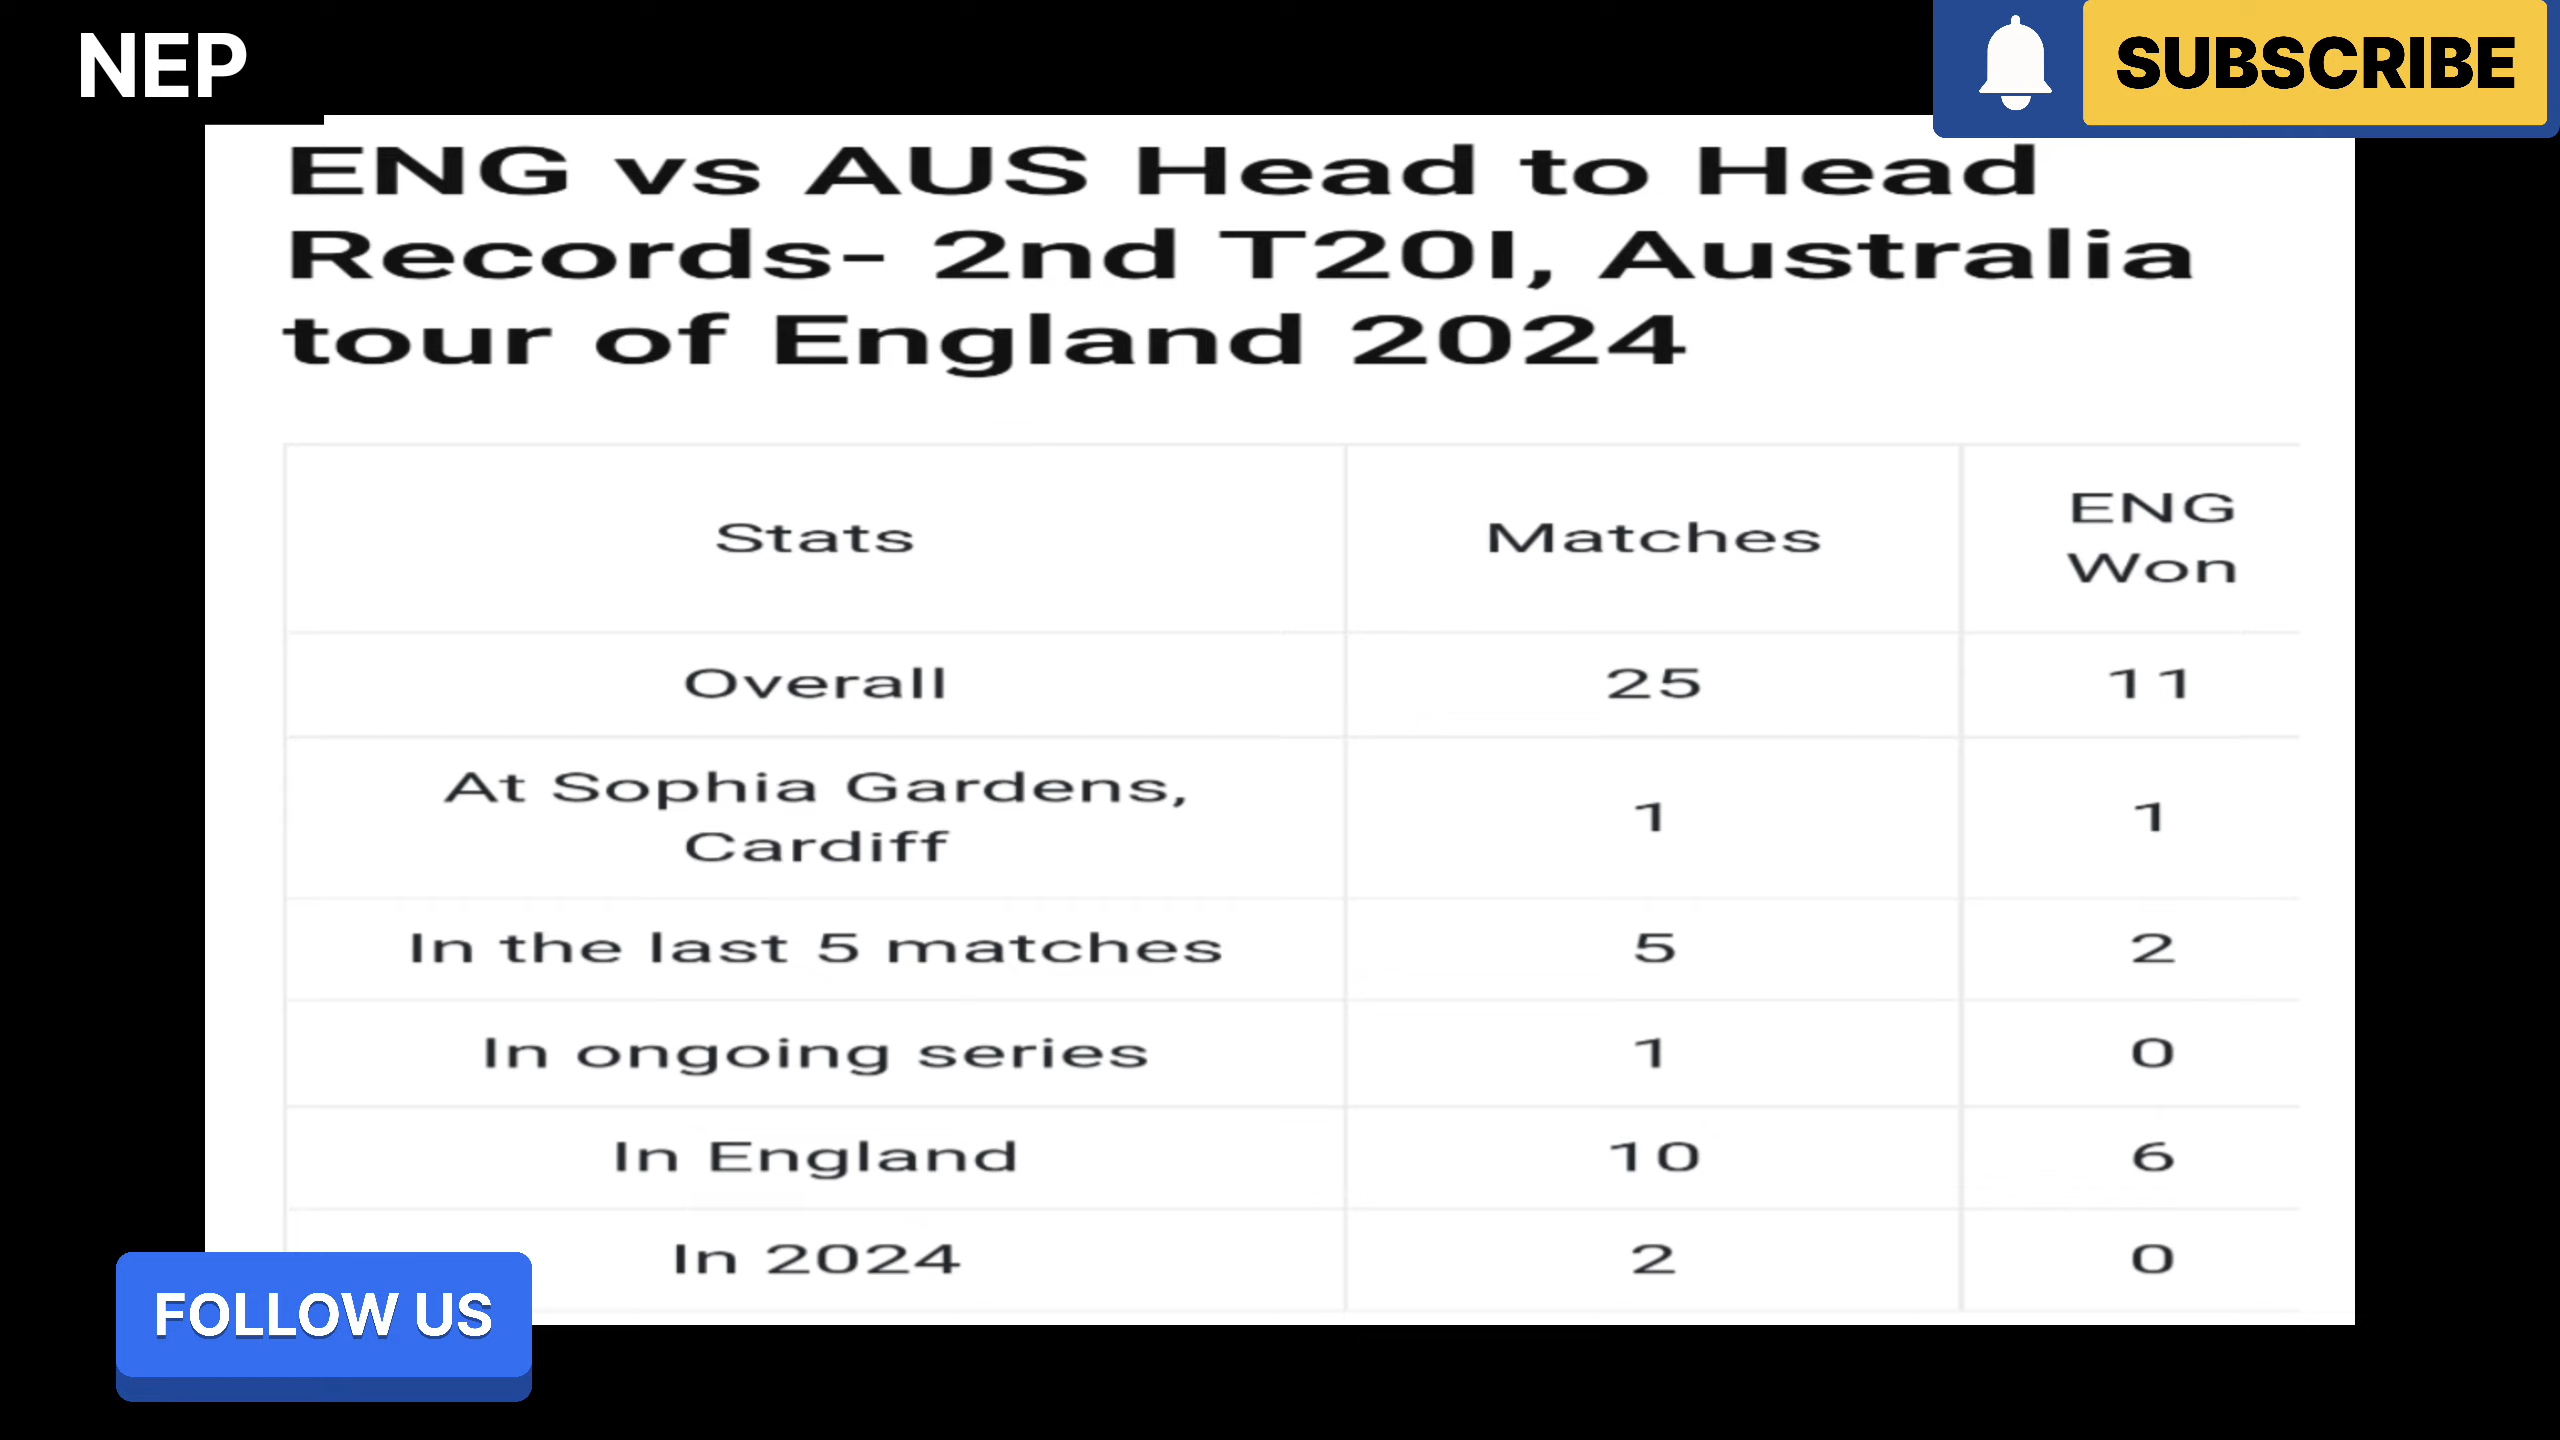 NEP
SUBSCRIBE
ENG vs AUS Head to Head
Records- 2nd T20I, Australia
tour of England 2024
Stats Matches ENG Won
Overall 25 11
At Sophia Gardens, Cardiff 1 1
In the last 5 matches 5 2
In ongoing series 1 0
In England 10 6
In 2024 2 0
FOLLOW US